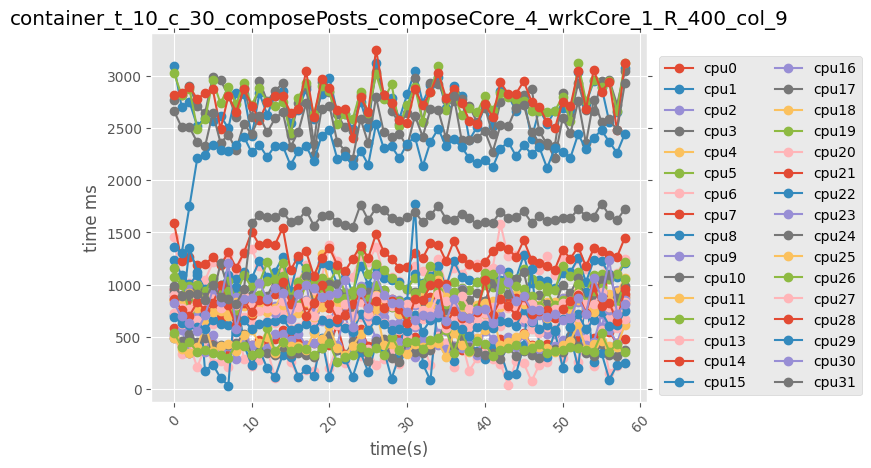 container_t_10_c_30_composePosts_composeCore_4_wrkCore_1_R_400_col_9
time ms
3000
2500
2000
1500
1000
500
0
0
10
20
30
40
50
60
time(s)
cpu0
cpu1
cpu2
cpu3
cpu4
cpu5
cpu6
cpu7
cpu8
cpu9
cpu10
cpu11
cpu12
cpu13
cpu14
cpu15
cpu16
cpu17
cpu18
cpu19
cpu20
cpu21
cpu22
cpu23
cpu24
cpu25
cpu26
cpu27
cpu28
cpu29
cpu30
cpu31